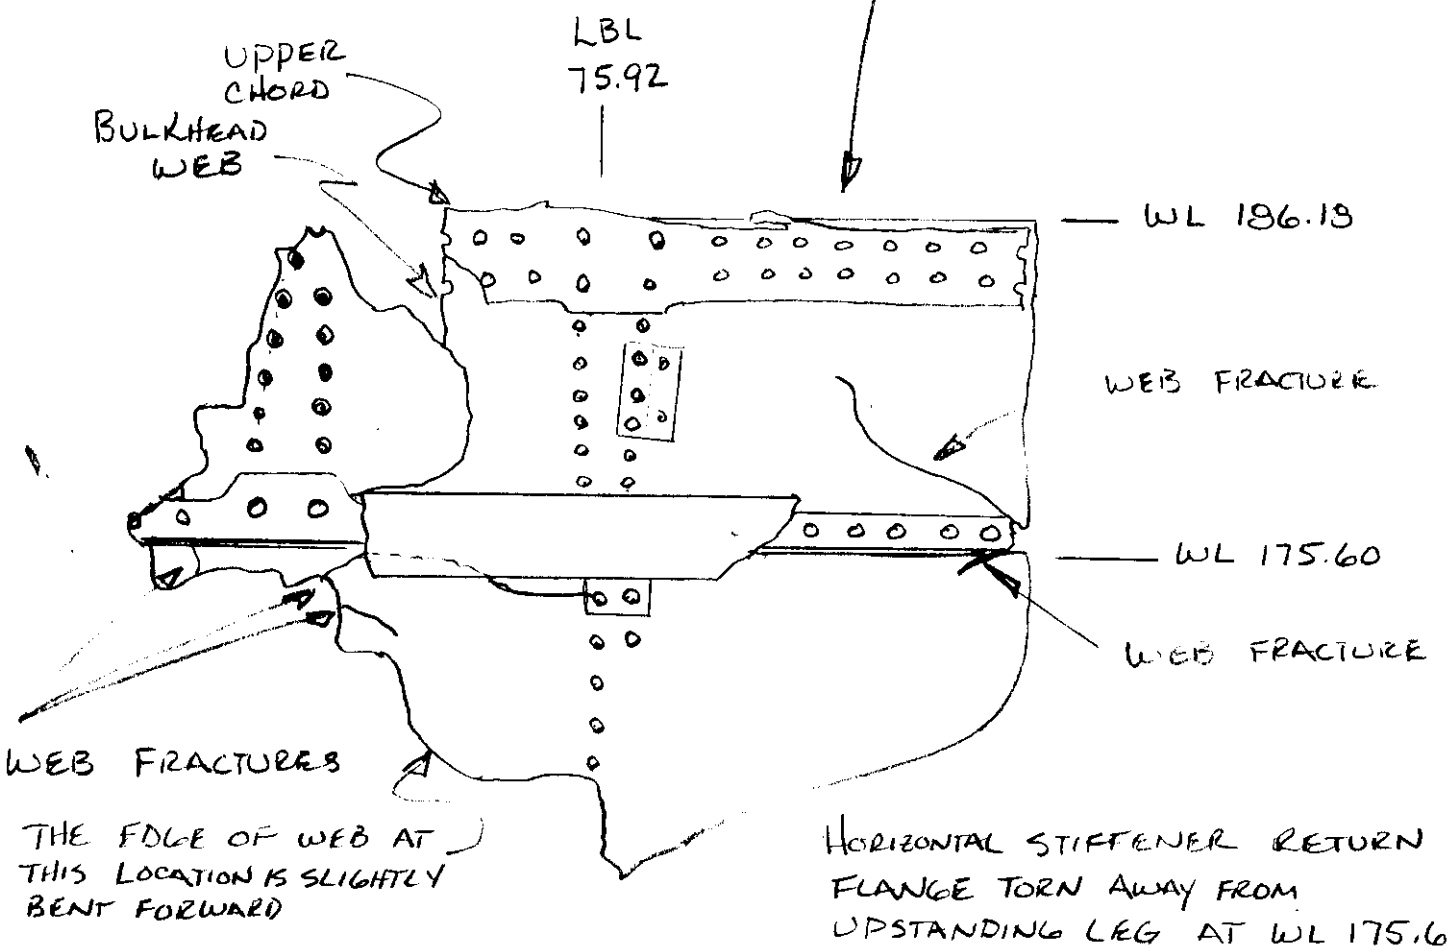 LBL
75.92
UPPER
CHORD
BULKHEAD
WEB
WL 186.18
WEB FRACTURE
WL 175.60
WEB FRACTURE
WEB FRACTURES
THE EDGE OF WEB AT
THIS LOCATION IS SLIGHTLY
BENT FORWARD
HORIZONTAL STIFFENER RETURN
FLANGE TORN AWAY FROM
UPSTANDING LEG AT WL 175.6